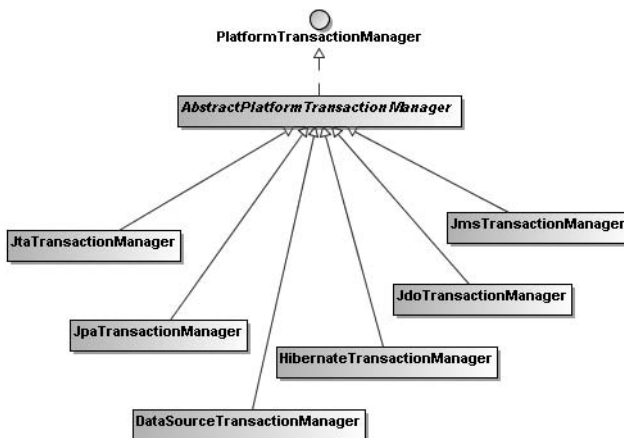 PlatformTransactionManager
AbstractPlatformTransactionManager
JmsTransactionManager
JtaTransactionManager
JdoTransactionManager
JpaTransactionManager
HibernateTransactionManager
DataSourceTransactionManager